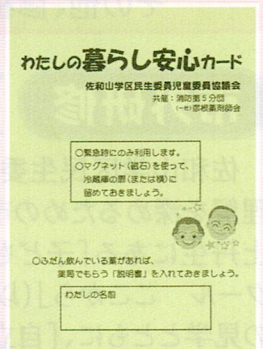 わたしの暮らし安心カード
佐和山学区民生委員児童委員協議会
共催:消防第5分団
(一社)彦根薬剤師会
○緊急時にのみ利用します。
○マグネット(磁石)を使って、
冷蔵庫の扉(または横)に
留めておきましょう。
○ふだん飲んでいる薬があれば、
薬局でもらう「説明書」を入れておきましょう。
わたしの名前